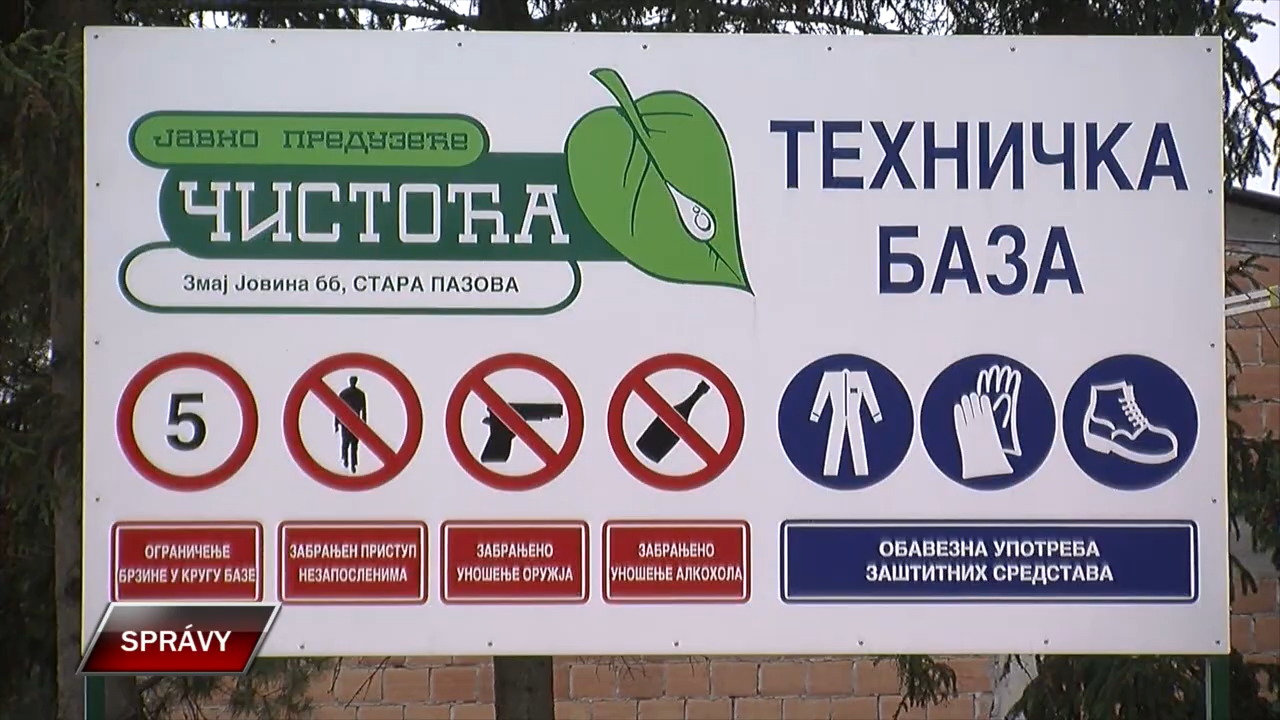 ЈАВНО ПРЕДУЗЕЋЕ
ЧИСТОЋА
Змај Јовина бб, СТАРА ПАЗОВА
ТЕХНИЧКА
БАЗА
5
ОГРАНИЧЕЊЕ
БРЗИНЕ У КРУГУ БАЗЕ
ЗАБРАЊЕН ПРИСТУП
НЕЗАПОСЛЕНИМА
ЗАБРАЊЕНО
УНОШЕЊЕ ОРУЖЈА
ЗАБРАЊЕНО
УНОШЕЊЕ АЛКОХОЛА
ОБАВЕЗНА УПОТРЕБА
ЗАШТИТНИХ СРЕДСТАВА
SPRÁVY